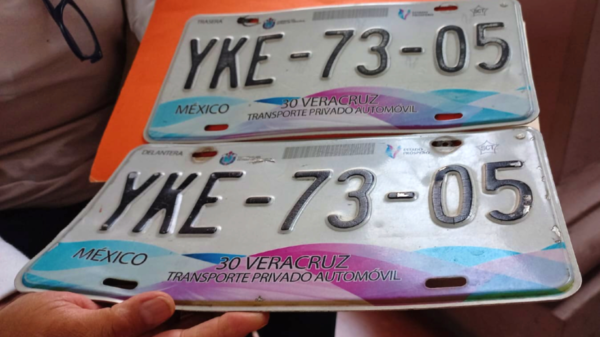 TRASERA
YKE-73-05
MÉXICO
30 VERACRUZ
TRANSPORTE PRIVADO AUTOMÓVIL
DELANTERA
YKE-73-05
MÉXICO
30 VERACRUZ
TRANSPORTE PRIVADO AUTOMÓVIL